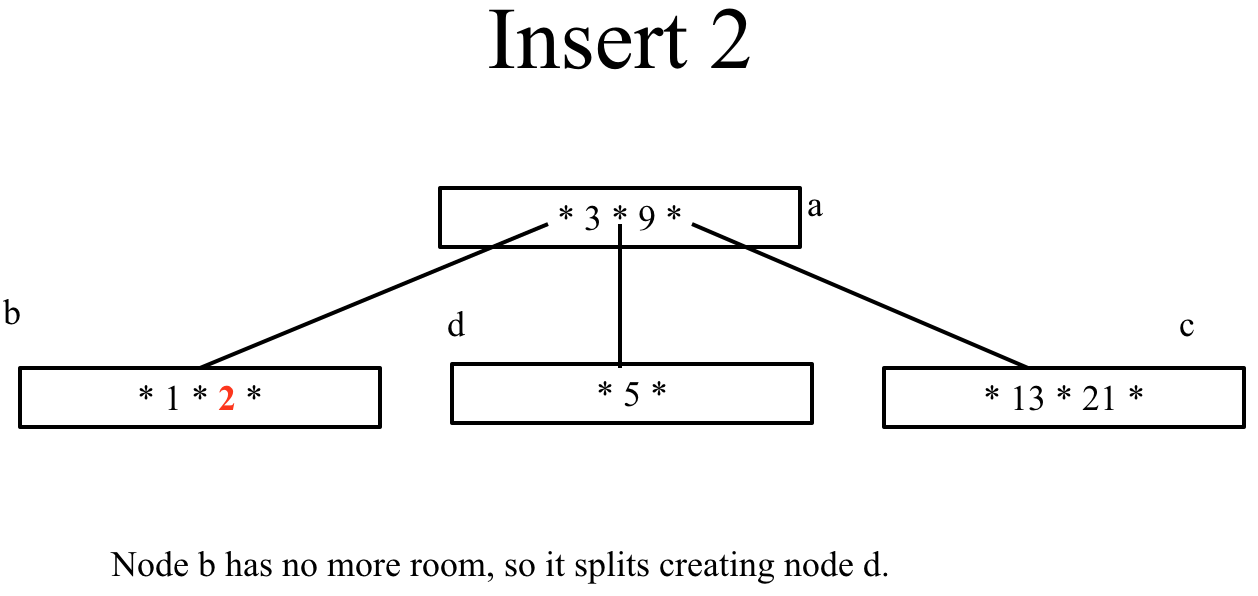 Insert 2
* 3 * 9 *
a
b
d
c
* 1 * 2 *
* 5 *
* 13 * 21 *
Node b has no more room, so it splits creating node d.